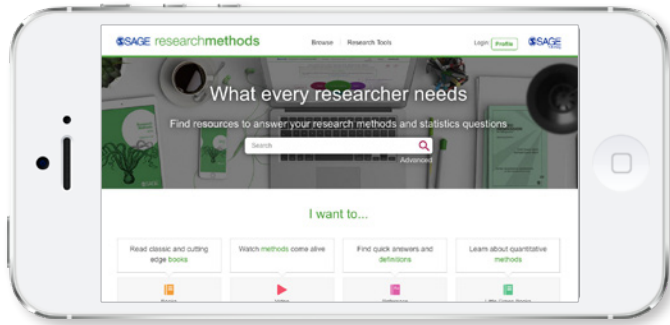 SAGE researchmethods
Browse
Research Tools
Login
Profile
SAGE
What every researcher needs
Find resources to answer your research methods and statistics questions
Search
Advanced
I want to...
Read classic and cutting
edge books
Watch methods come alive
Find quick answers and
definitions
Learn about quantitative
methods